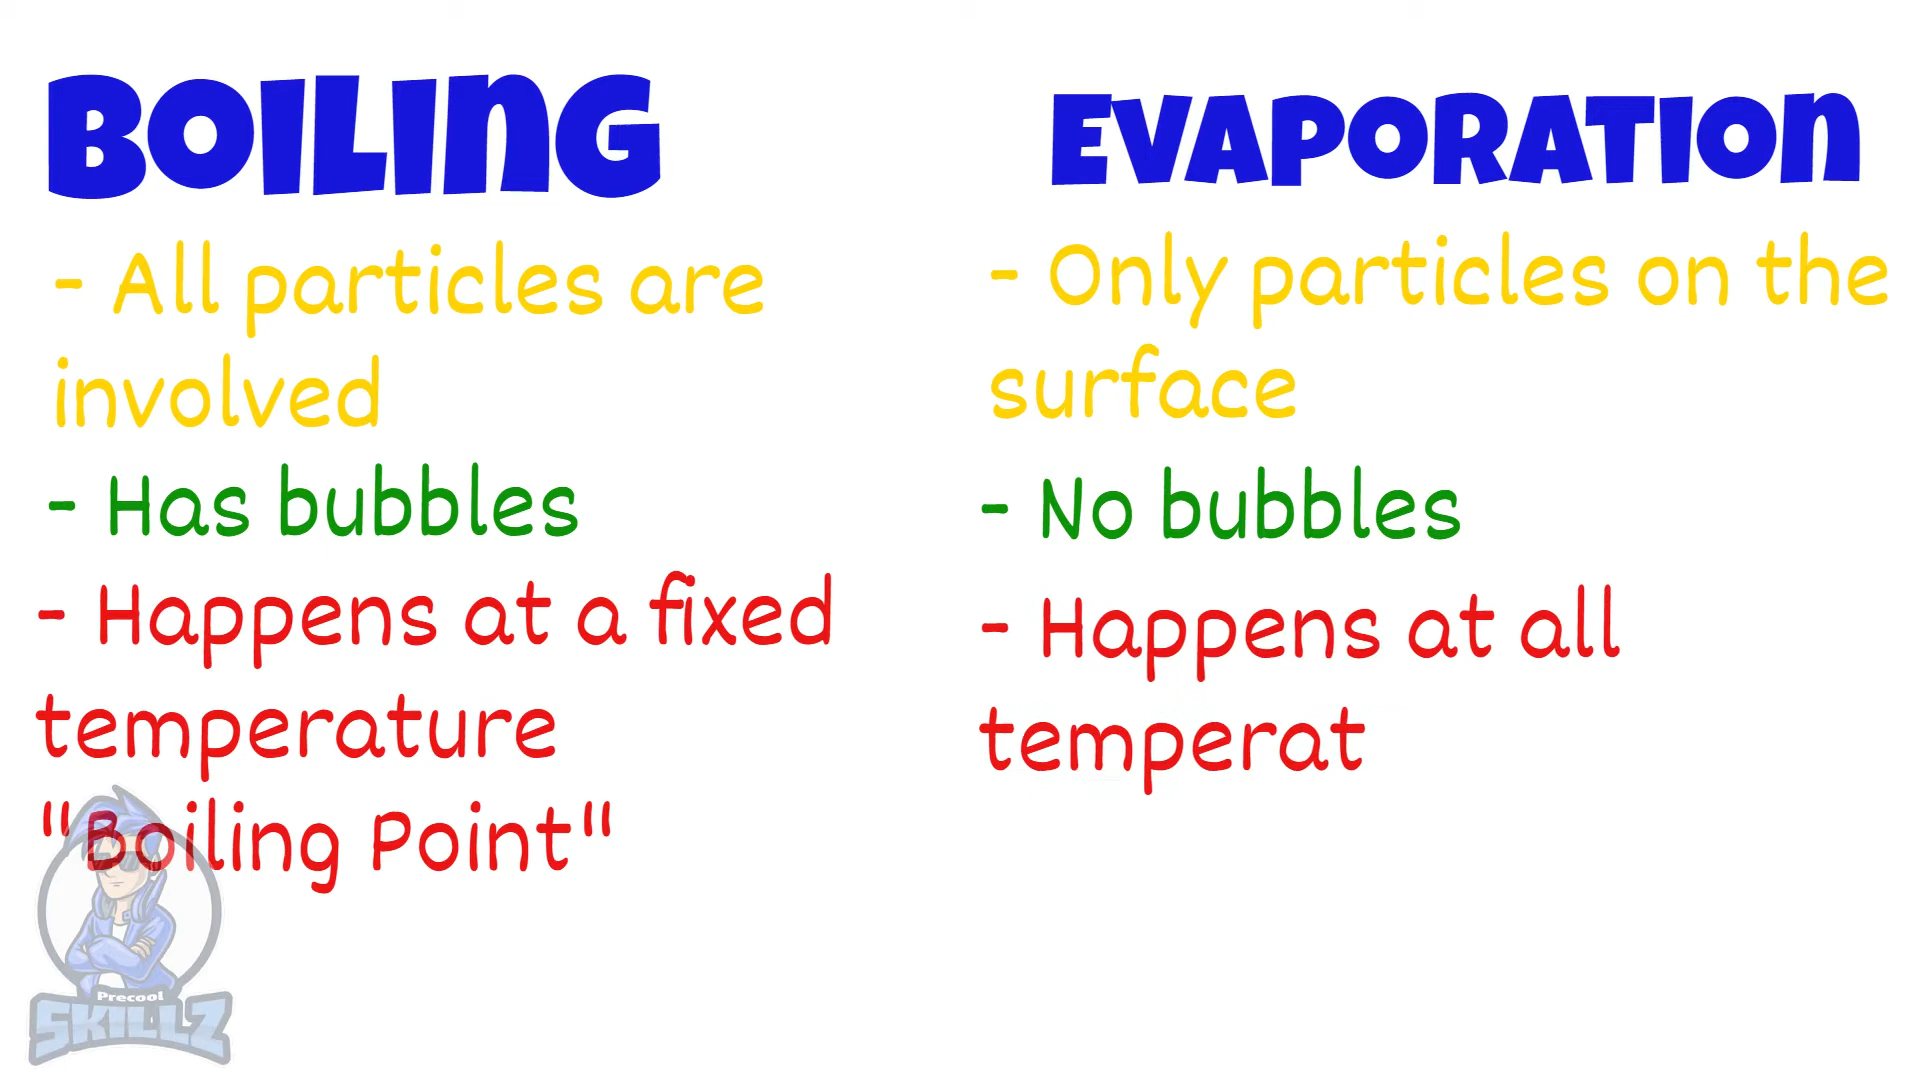 BOILING
- All particles are
involved
- Has bubbles
- Happens at a fixed
temperature
"Boiling Point"
EVAPORATION
- Only particles on the
surface
- No bubbles
- Happens at all
temperat
Precool
SKILLZ